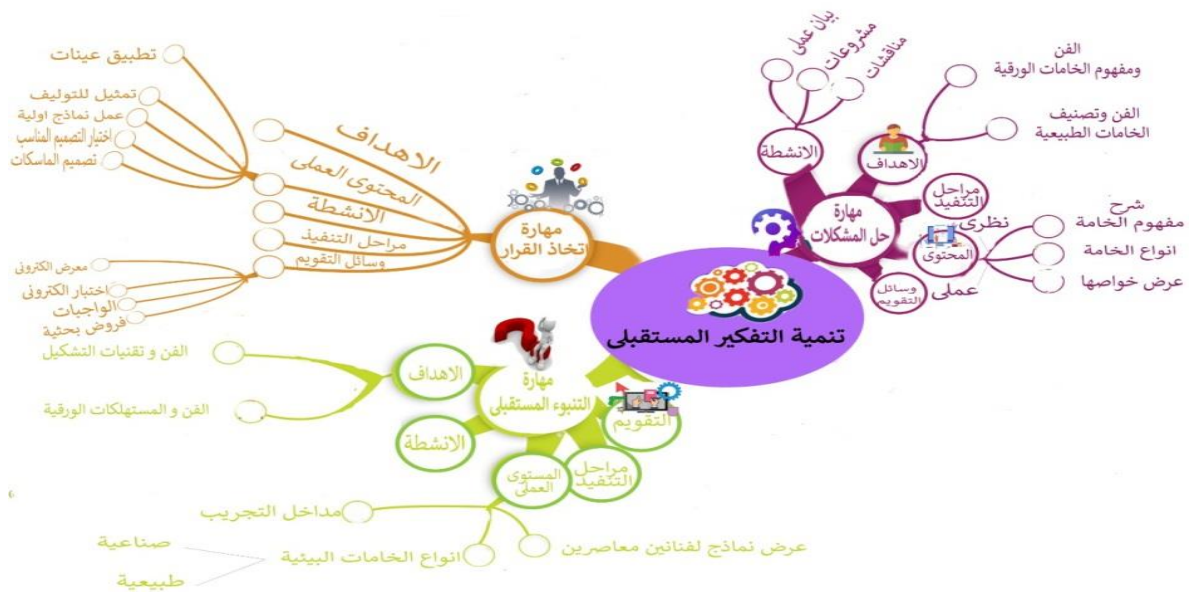 تنمية التفكير المستقبلى
مهارة
حل المشكلات
الانشطة
بيان عملى
مشروعات
مناقشات
الاهداف
الفن
ومفهوم الخامات الورقية
الفن وتصنيف
الخامات الطبيعية
مراحل
التنفيذ
المحتوى
نظرى
عملى
شرح
مفهوم الخامة
انواع الخامة
عرض خواصها
وسائل
التقويم
مهارة
اتخاذ القرار
الاهداف
المحتوى العملى
تطبيق عينات
تمثيل للتوليف
عمل نماذج اولية
اختيار التصميم المناسب
تصميم الماسكات
الانشطة
مراحل التنفيذ
وسائل التقويم
معرض الكترونى
اختبار الكترونى
الواجبات
فروض بحثية
مهارة
التنبوء المستقبلى
الاهداف
الفن و تقنيات التشكيل
الفن و المستهلكات الورقية
الانشطة
المستوى
العملى
مداخل التجريب
انواع الخامات البيئية
صناعية
طبيعية
عرض نماذج لفنانين معاصرين
مراحل
التنفيذ
التقويم